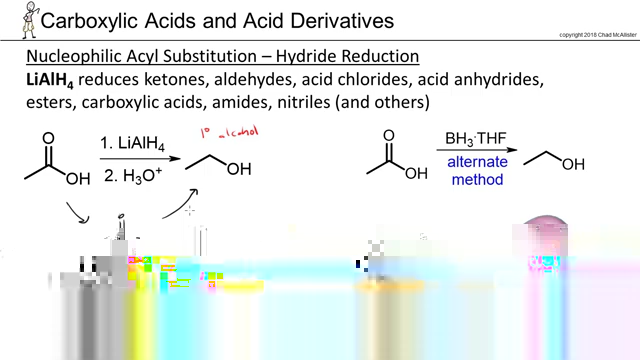 Carboxylic Acids and Acid Derivatives
copyright 2018 Chad McAllister
Nucleophilic Acyl Substitution – Hydride Reduction
LiAlH4 reduces ketones, aldehydes, acid chlorides, acid anhydrides,
esters, carboxylic acids, amides, nitriles (and others)
O
OH
1. LiAlH4
2. H3O+
1° alcohol
OH
O
OH
BH3·THF
alternate
method
OH